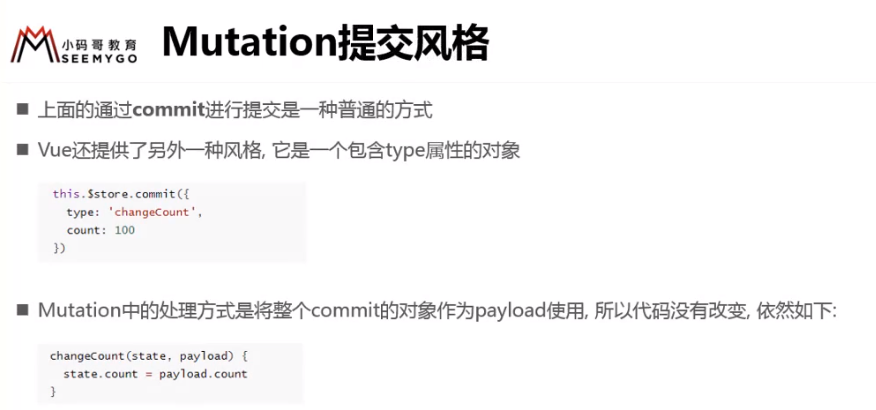 小码哥教育
SEEMYGO
Mutation提交风格
■ 上面的通过commit进行提交是一种普通的方式
■ Vue还提供了另外一种风格, 它是一个包含type属性的对象
this.$store.commit({
  type: 'changeCount',
  count: 100
})
■ Mutation中的处理方式是将整个commit的对象作为payload使用, 所以代码没有改变, 依然如下:
changeCount(state, payload) {
  state.count = payload.count
}